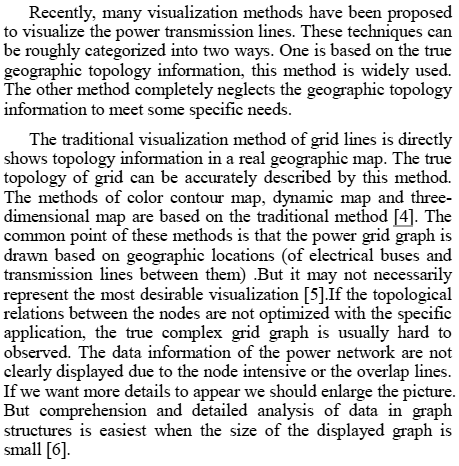 Recently, many visualization methods have been proposed
to visualize the power transmission lines. These techniques can
be roughly categorized into two ways. One is based on the true
geographic topology information, this method is widely used.
The other method completely neglects the geographic topology
information to meet some specific needs.
The traditional visualization method of grid lines is directly
shows topology information in a real geographic map. The true
topology of grid can be accurately described by this method.
The methods of color contour map, dynamic map and three-
dimensional map are based on the traditional method [4]. The
common point of these methods is that the power grid graph is
drawn based on geographic locations (of electrical buses and
transmission lines between them) .But it may not necessarily
represent the most desirable visualization [5].If the topological
relations between the nodes are not optimized with the specific
application, the true complex grid graph is usually hard to
observed. The data information of the power network are not
clearly displayed due to the node intensive or the overlap lines.
If we want more details to appear we should enlarge the picture.
But comprehension and detailed analysis of data in graph
structures is easiest when the size of the displayed graph is
small [6].